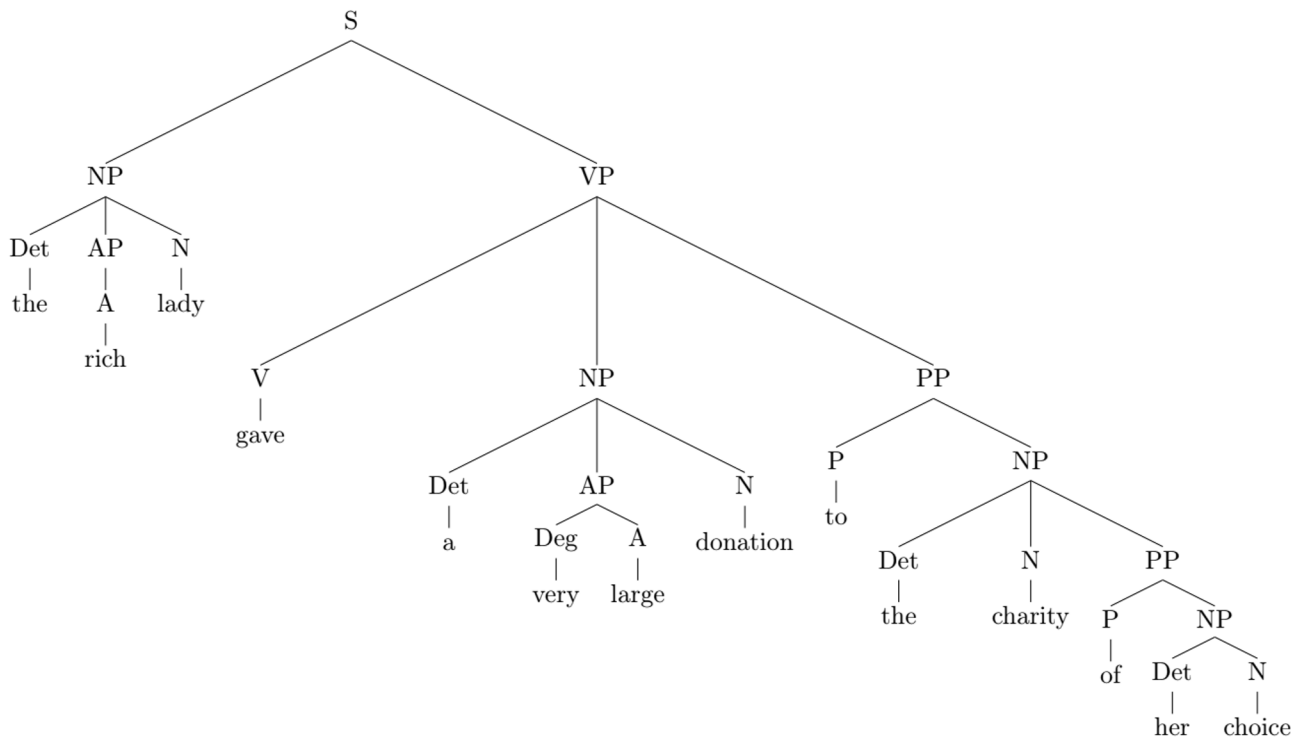 S
NP VP
Det AP N
the A lady
rich
V NP PP
gave
P NP
to
Det AP N
a Deg A donation
very large
Det N PP
the charity P NP
of Det N
her choice